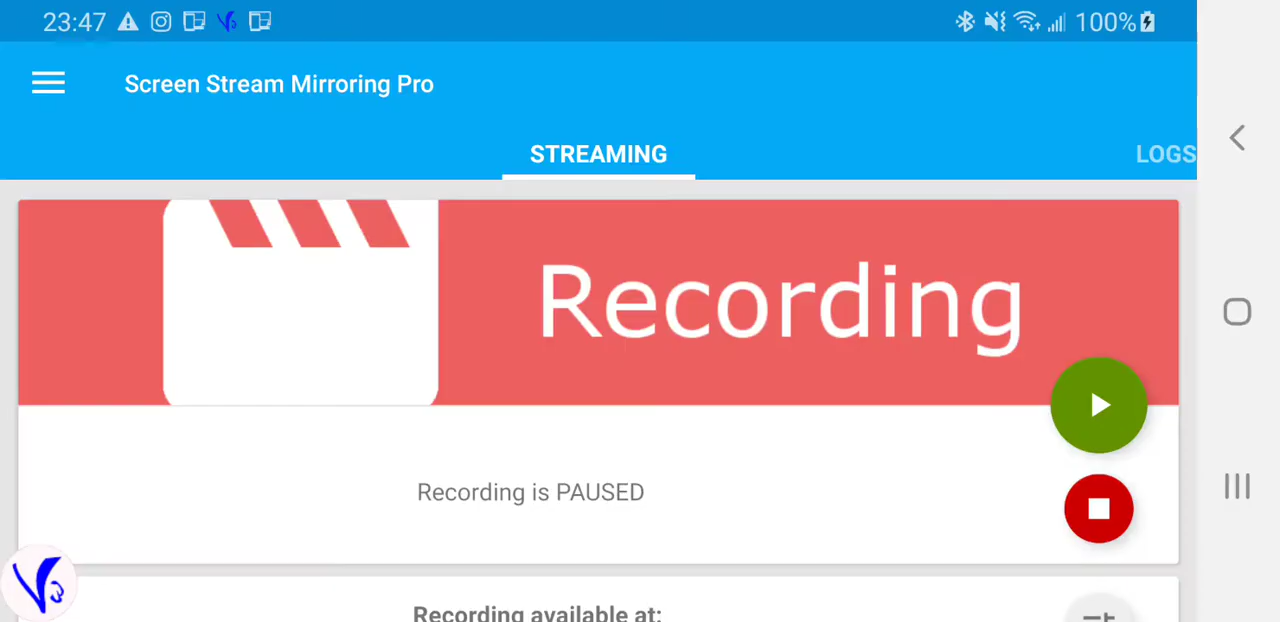 23:47 100%
Screen Stream Mirroring Pro
STREAMING LOGS
Recording
Recording is PAUSED
Recording available at: